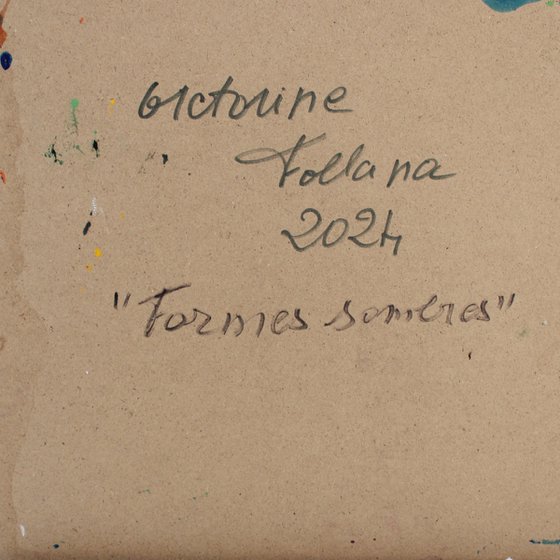 Victorine
Follana
2024
"Formes sombres"